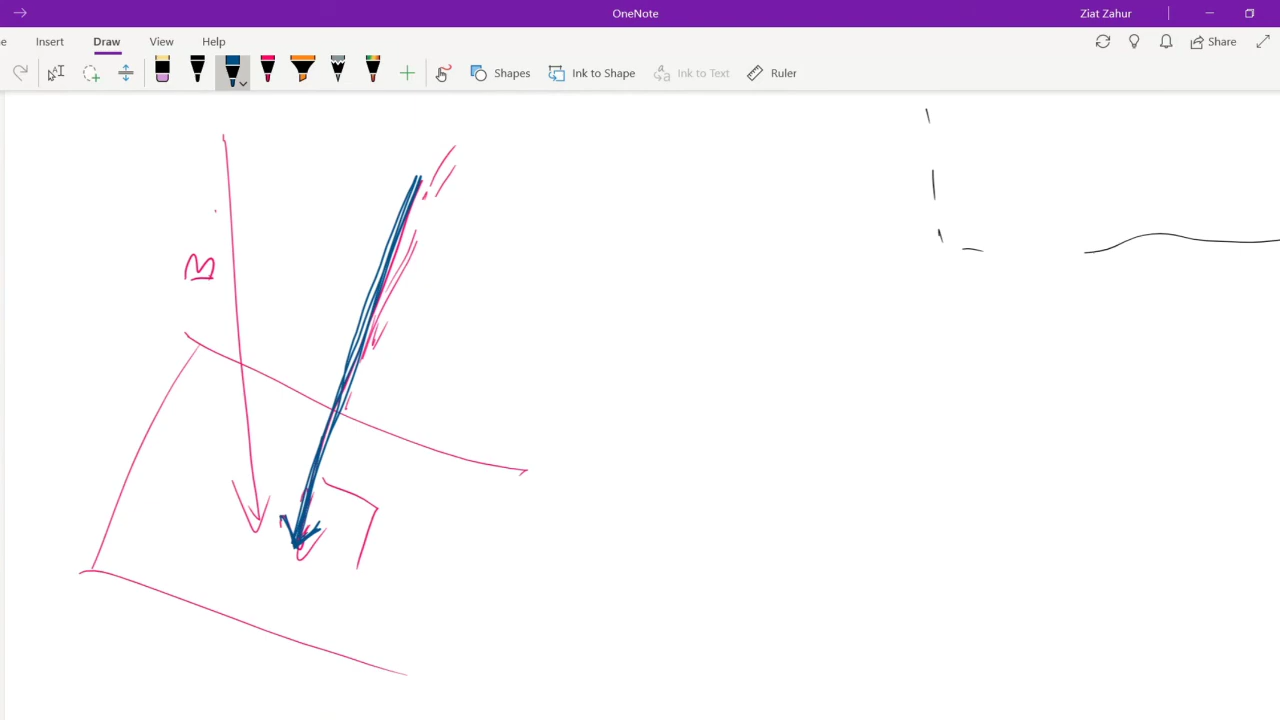 OneNote
Ziat Zahur
Insert
Draw
View
Help
Share
Shapes
Ink to Shape
Ink to Text
Ruler
B